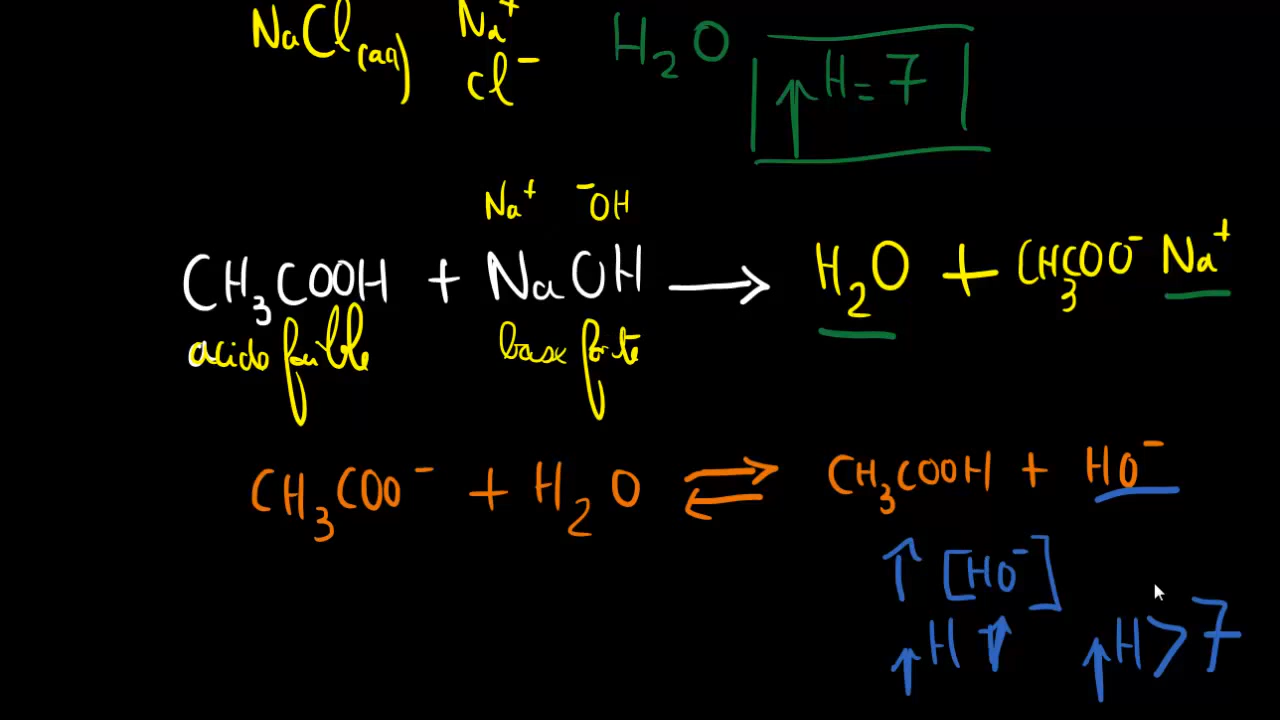 NaCl(aq) Na⁺ Cl⁻ H₂O pH = 7
Na⁺ ⁻OH
CH₃COOH + NaOH → H₂O + CH₃COO⁻ Na⁺
acido faible base forte
CH₃COO⁻ + H₂O ⇌ CH₃COOH + HO⁻
↑ [HO⁻]
pH ↑ pH > 7